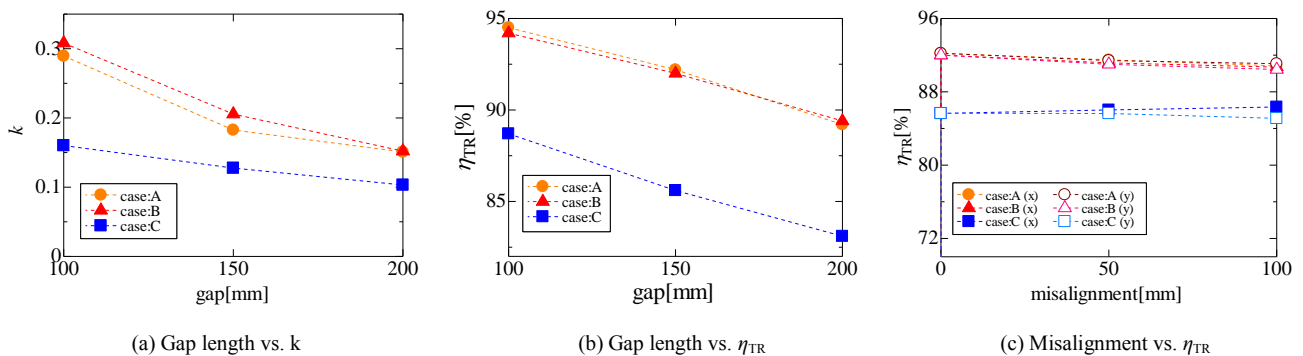 0.3
0.2
0.1
0
k
100
150
200
gap[mm]
case:A
case:B
case:C
(a) Gap length vs. k
95
90
85
ηTR[%]
100
150
200
gap[mm]
case:A
case:B
case:C
(b) Gap length vs. ηTR
96
88
80
72
ηTR[%]
0
50
100
misalignment[mm]
case:A (x) case:A (y)
case:B (x) case:B (y)
case:C (x) case:C (y)
(c) Misalignment vs. ηTR